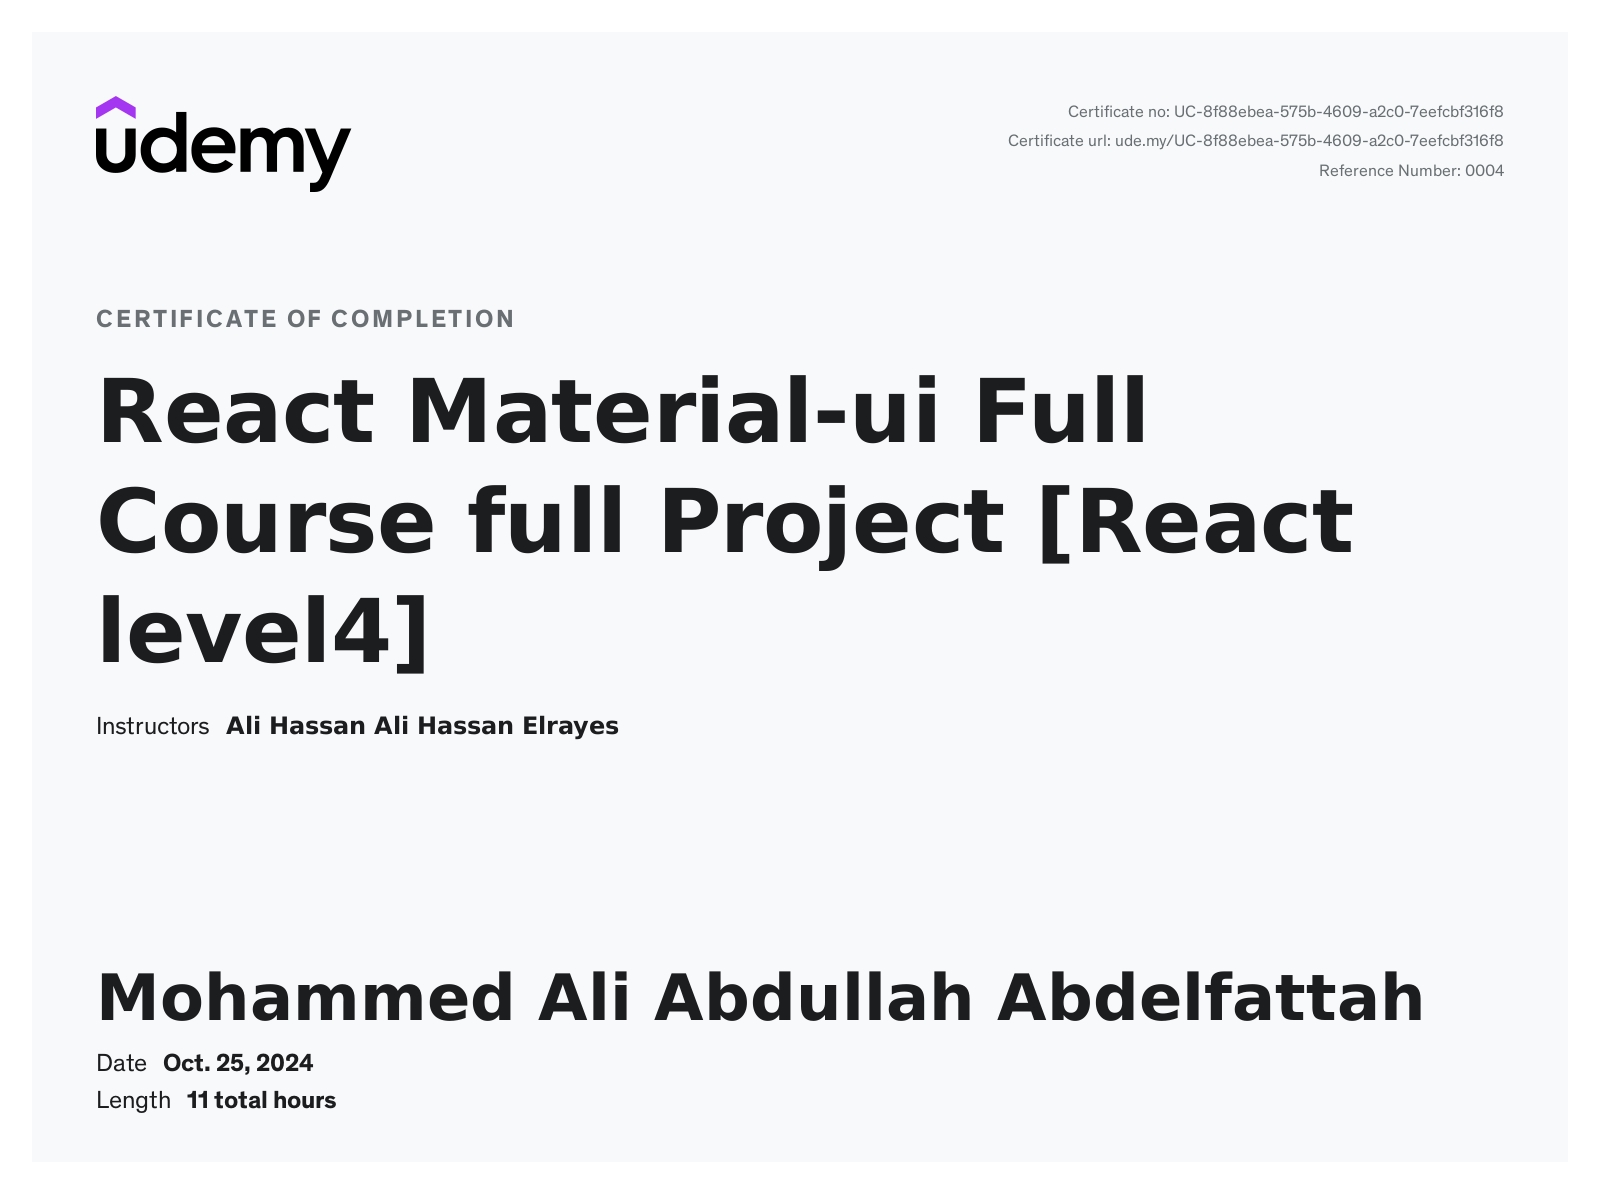 udemy
Certificate no: UC-8f88ebea-575b-4609-a2c0-7eefcbf316f8
Certificate url: ude.my/UC-8f88ebea-575b-4609-a2c0-7eefcbf316f8
Reference Number: 0004
CERTIFICATE OF COMPLETION
React Material-ui Full
Course full Project [React
level4]
Instructors Ali Hassan Ali Hassan Elrayes
Mohammed Ali Abdullah Abdelfattah
Date Oct. 25, 2024
Length 11 total hours